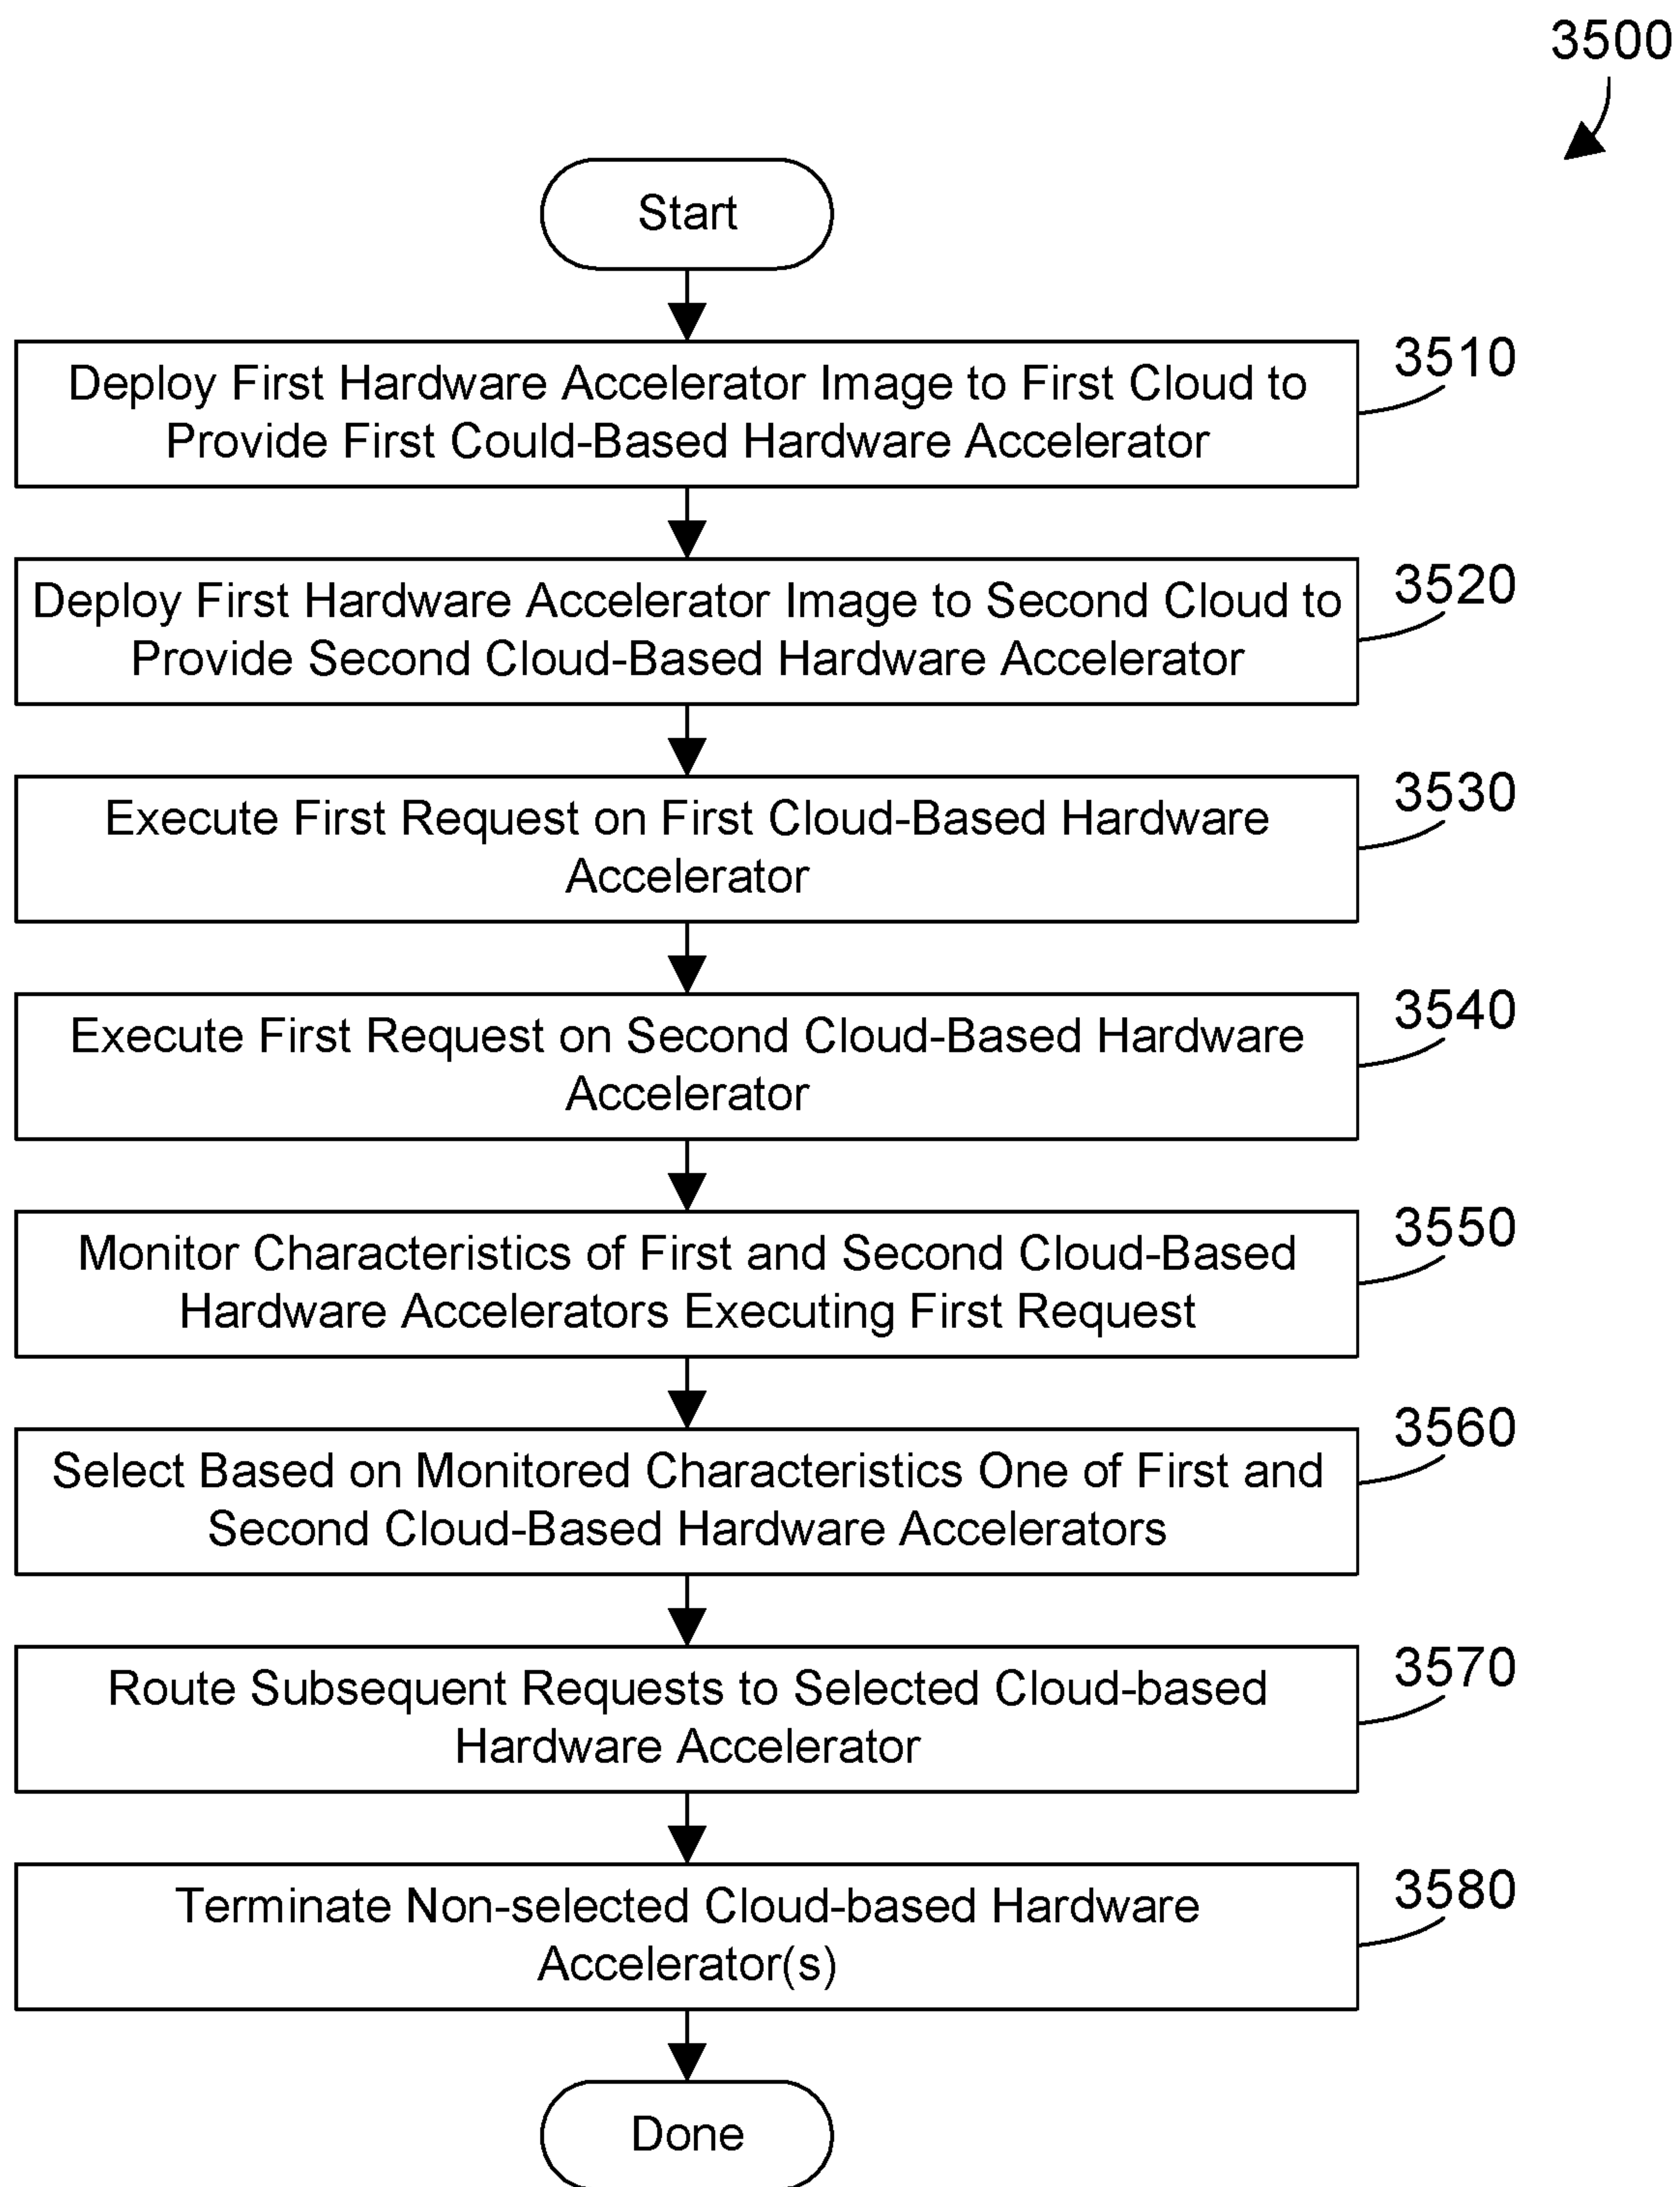 3500
Start
Deploy First Hardware Accelerator Image to First Cloud to
Provide First Could-Based Hardware Accelerator
3510
Deploy First Hardware Accelerator Image to Second Cloud to
Provide Second Cloud-Based Hardware Accelerator
3520
Execute First Request on First Cloud-Based Hardware
Accelerator
3530
Execute First Request on Second Cloud-Based Hardware
Accelerator
3540
Monitor Characteristics of First and Second Cloud-Based
Hardware Accelerators Executing First Request
3550
Select Based on Monitored Characteristics One of First and
Second Cloud-Based Hardware Accelerators
3560
Route Subsequent Requests to Selected Cloud-based
Hardware Accelerator
3570
Terminate Non-selected Cloud-based Hardware
Accelerator(s)
3580
Done